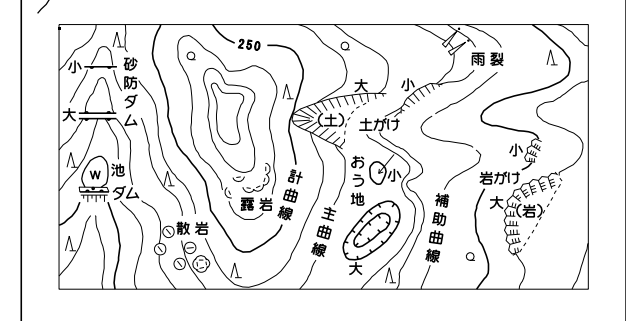 250
小
砂防ダム
大
W
池
ダム
散岩
露岩
計曲線
主曲線
大
小
(土)
土がけ
雨裂
おう地
小
大
補助曲線
小
岩がけ
大
(岩)